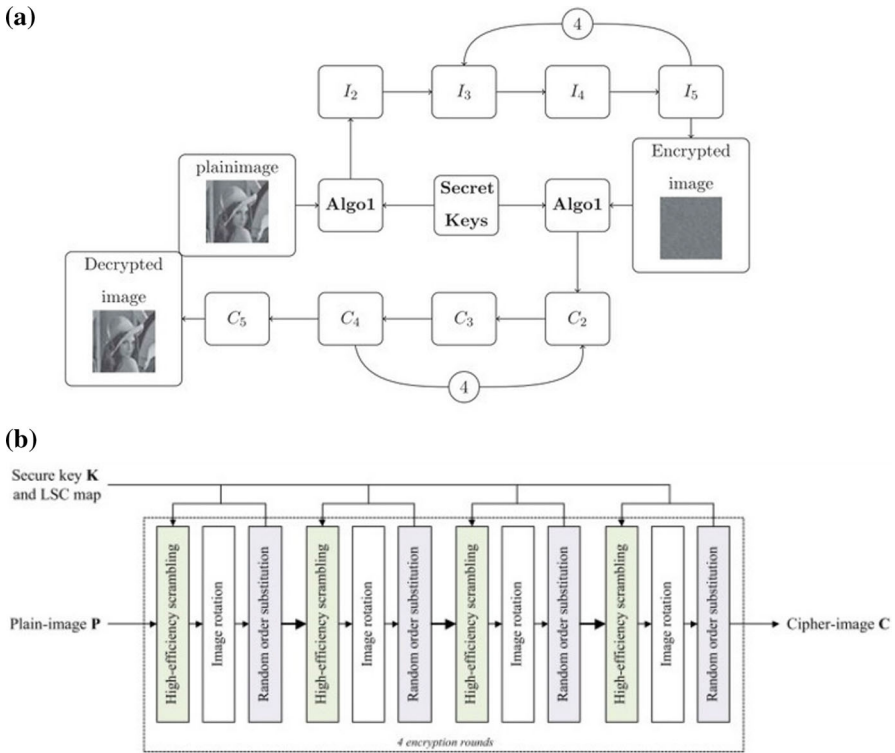 (a)
4
I₂
I₃
I₄
I₅
plainimage
Algo1
Secret
Keys
Algo1
Encrypted
image
Decrypted
image
C₅
C₄
C₃
C₂
4
(b)
Secure key K
and LSC map
Plain-image P
High-efficiency scrambling
Image rotation
Random order substitution
High-efficiency scrambling
Image rotation
Random order substitution
High-efficiency scrambling
Image rotation
Random order substitution
High-efficiency scrambling
Image rotation
Random order substitution
Cipher-image C
4 encryption rounds